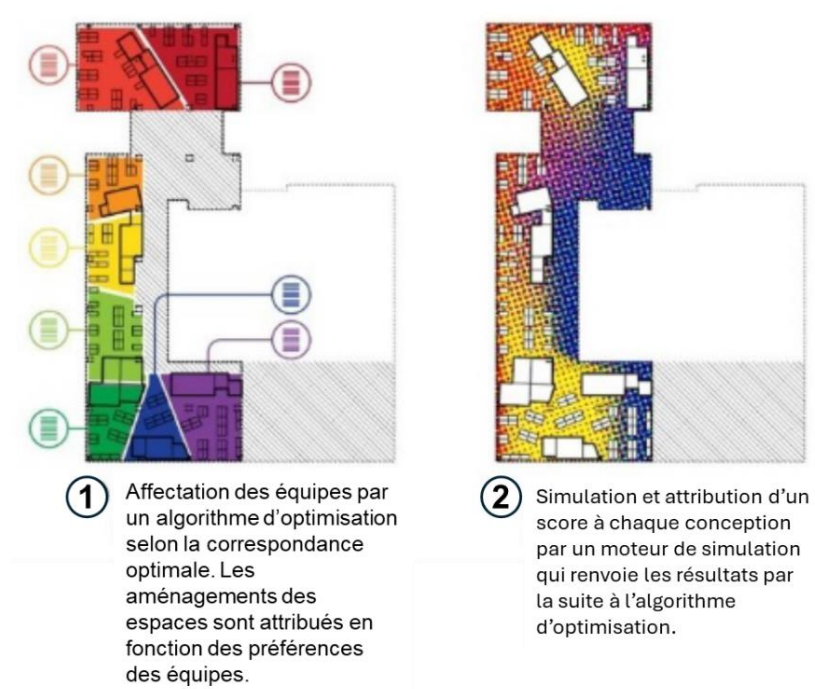 1
Affectation des équipes par
un algorithme d'optimisation
selon la correspondance
optimale. Les
aménagements des
espaces sont attribués en
fonction des préférences
des équipes.
2
Simulation et attribution d'un
score à chaque conception
par un moteur de simulation
qui renvoie les résultats par
la suite à l'algorithme
d'optimisation.